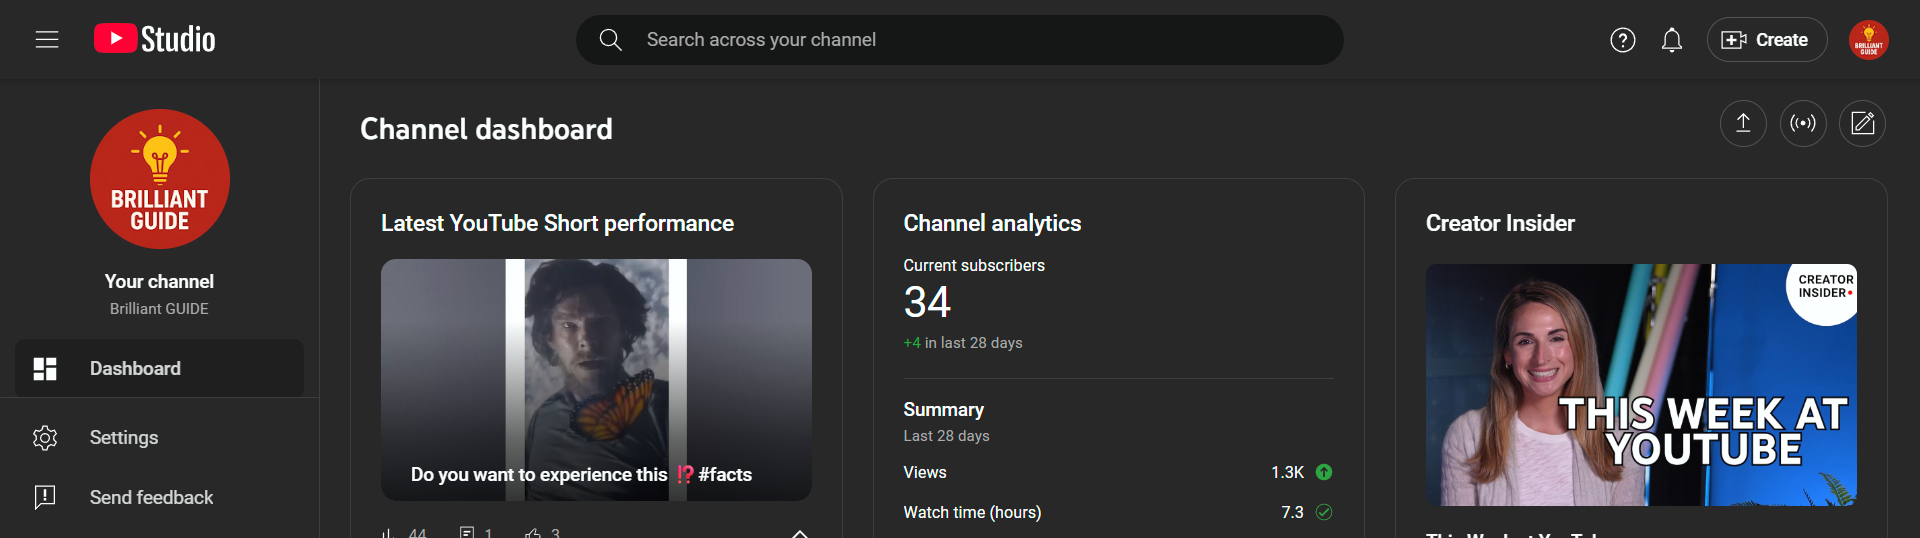 Studio
Search across your channel
Create
BRILLIANT
GUIDE
BRILLIANT
GUIDE
Your channel
Brilliant GUIDE
Dashboard
Settings
Send feedback
Channel dashboard
Latest YouTube Short performance
Do you want to experience this ⁉️ #facts
44
1
3
Channel analytics
Current subscribers
34
+4 in last 28 days
Summary
Last 28 days
Views 1.3K
Watch time (hours) 7.3
Creator Insider
CREATOR
INSIDER
THIS WEEK AT
YOUTUBE